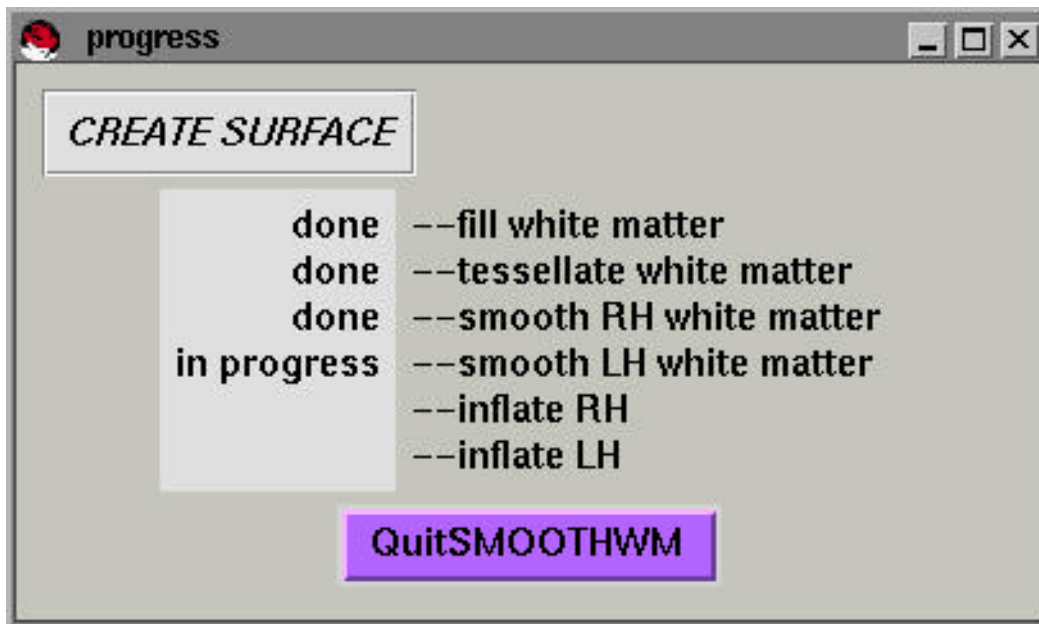 progress
CREATE SURFACE
done --fill white matter
done --tessellate white matter
done --smooth RH white matter
in progress --smooth LH white matter
--inflate RH
--inflate LH
QuitSMOOTHWM